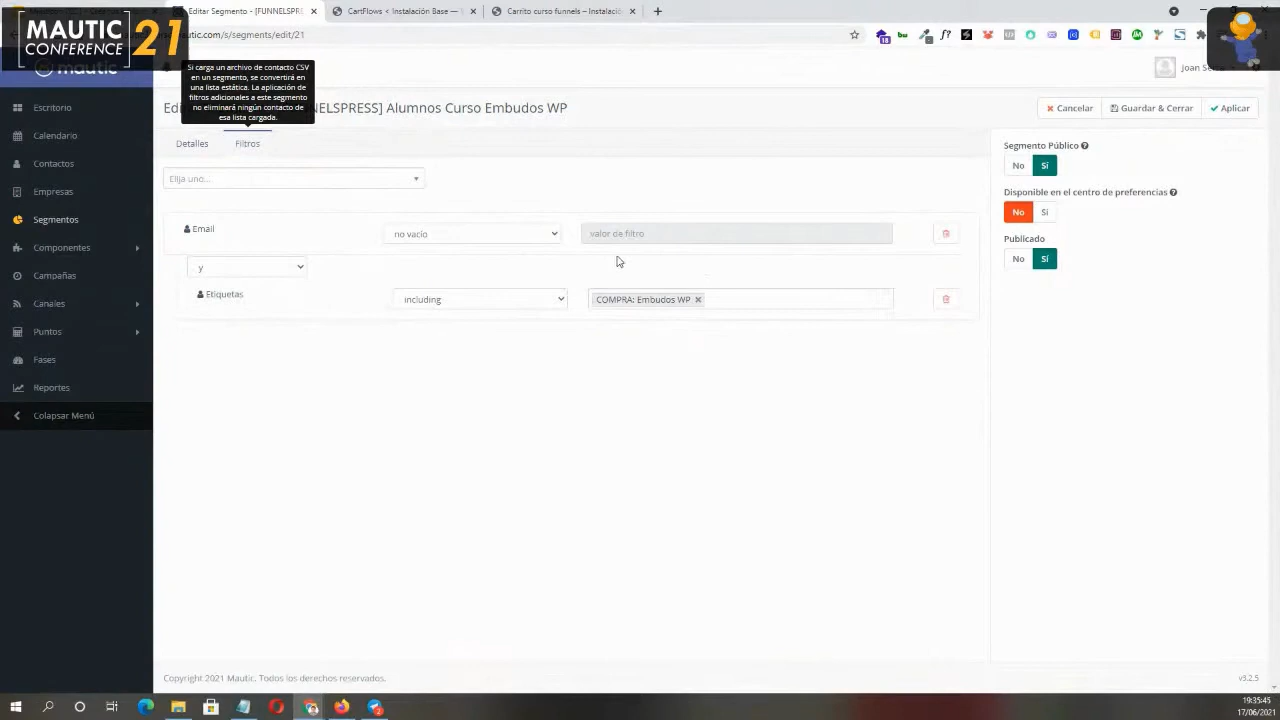 Editar Segmento - [FUNNELSPRE
CartFlows < Instalación Base —
Carrito curso funnels – Instalació
MAUTIC
CONFERENCE
21
mautic.com/s/segments/edit/21
18
mautic
Joan Se
Si carga un archivo de contacto CSV
en un segmento, se convertirá en
una lista estática. La aplicación de
filtros adicionales a este segmento
no eliminará ningún contacto de
esa lista cargada.
NELSPRESS] Alumnos Curso Embudos WP
Cancelar
Guardar & Cerrar
Aplicar
Escritorio
Calendario
Contactos
Empresas
Segmentos
Componentes
Campañas
Canales
Puntos
Fases
Reportes
Colapsar Menú
Detalles
Filtros
Elija uno...
Email
no vacío
valor de filtro
y
Etiquetas
including
COMPRA: Embudos WP
Segmento Público
No
Sí
Disponible en el centro de preferencias
No
Sí
Publicado
No
Sí
Copyright 2021 Mautic. Todos los derechos reservados.
v3.2.5
19:35:45
17/06/2021